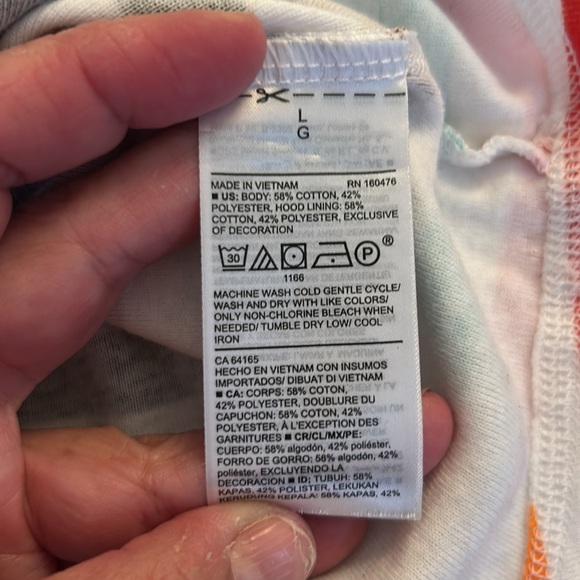 L
G
MADE IN VIETNAM RN 160476
■ US: BODY: 58% COTTON, 42%
POLYESTER, HOOD LINING: 58%
COTTON, 42% POLYESTER, EXCLUSIVE
OF DECORATION
30 P ®
1166
MACHINE WASH COLD GENTLE CYCLE/
WASH AND DRY WITH LIKE COLORS/
ONLY NON-CHLORINE BLEACH WHEN
NEEDED/ TUMBLE DRY LOW/ COOL
IRON
CA 64165
HECHO EN VIETNAM CON INSUMOS
IMPORTADOS/ DIBUAT DI VIETNAM
■ CA: CORPS: 58% COTON,
42% POLYESTER, DOUBLURE DU
CAPUCHON: 58% COTON, 42%
POLYESTER, À L'EXCEPTION DES
GARNITURES ■ CR/CL/MX/PE:
CUERPO: 58% algodón, 42% poliéster,
FORRO DE GORRO: 58% algodón, 42%
poliéster, EXCLUYENDO LA
DECORACION ■ ID: TUBUH: 58%
KAPAS, 42% POLISTER, LEKUKAN
KERUDUNG KEPALA: 58% KAPAS, 42%